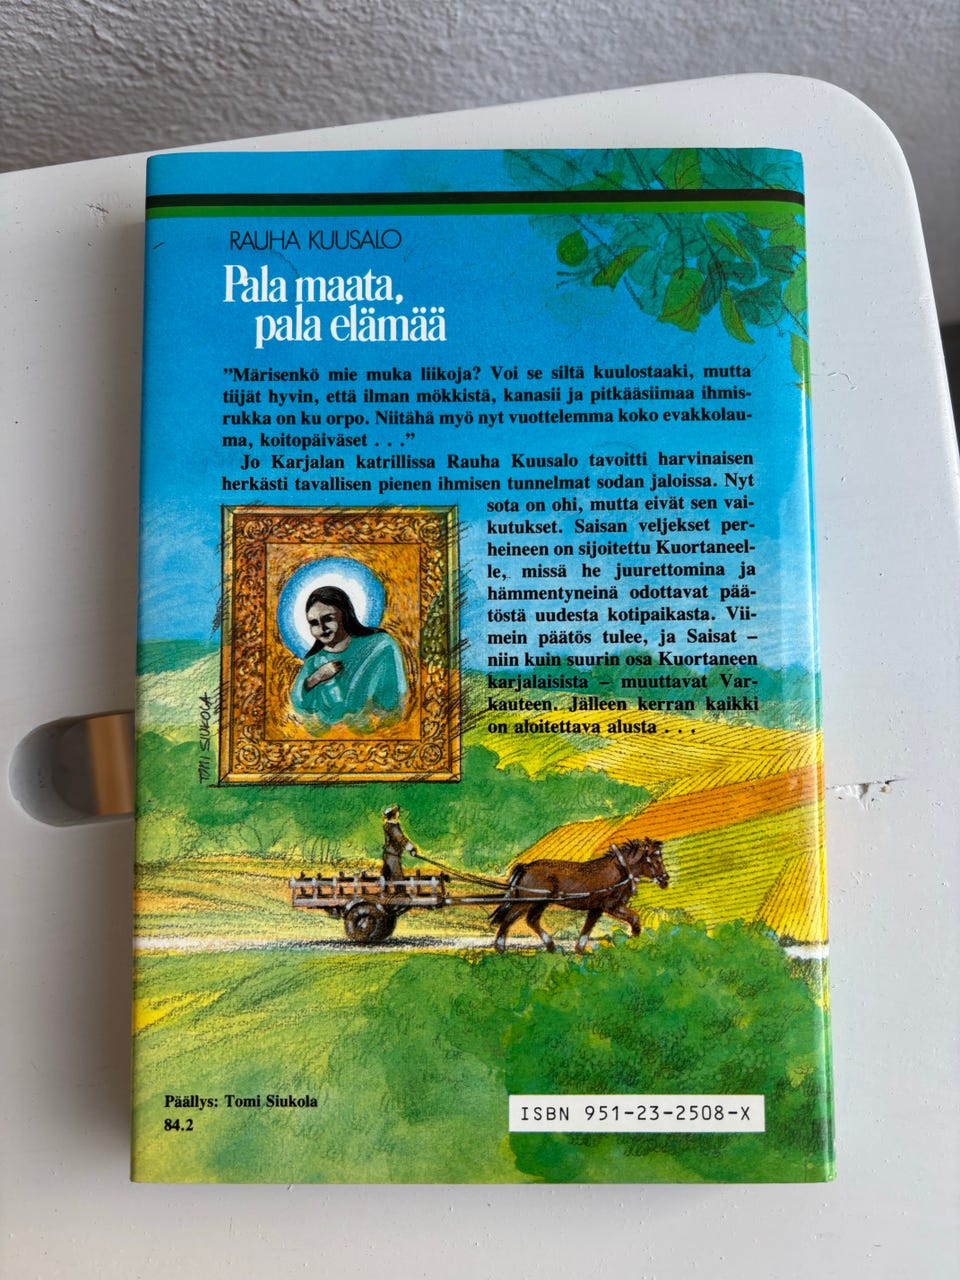 RAUHA KUUSALO
Pala maata,
pala elämää
”Märisenkö mie muka liikoja? Voi se siltä kuulostaaki, mutta
tiijät hyvin, että ilman mökkistä, kanasii ja pitkääsiimaa ihmis-
rukka on ku orpo. Niitähä myö nyt vuottelemma koko evakkolau-
ma, koitopäiväset . . .”
Jo Karjalan katrillissa Rauha Kuusalo tavoitti harvinaisen
herkästi tavallisen pienen ihmisen tunnelmat sodan jaloissa. Nyt
sota on ohi, mutta eivät sen vai-
kutukset. Saisan veljekset per-
heineen on sijoitettu Kuortaneel-
le, missä he juurettomina ja
hämmentyneinä odottavat pää-
töstä uudesta kotipaikasta. Vii-
mein päätös tulee, ja Saisat –
niin kuin suurin osa Kuortaneen
karjalaisista – muuttavat Var-
kauteen. Jälleen kerran kaikki
on aloitettava alusta . . .
TOMI SIUKOLA
Päällys: Tomi Siukola
84.2
ISBN 951-23-2508-X